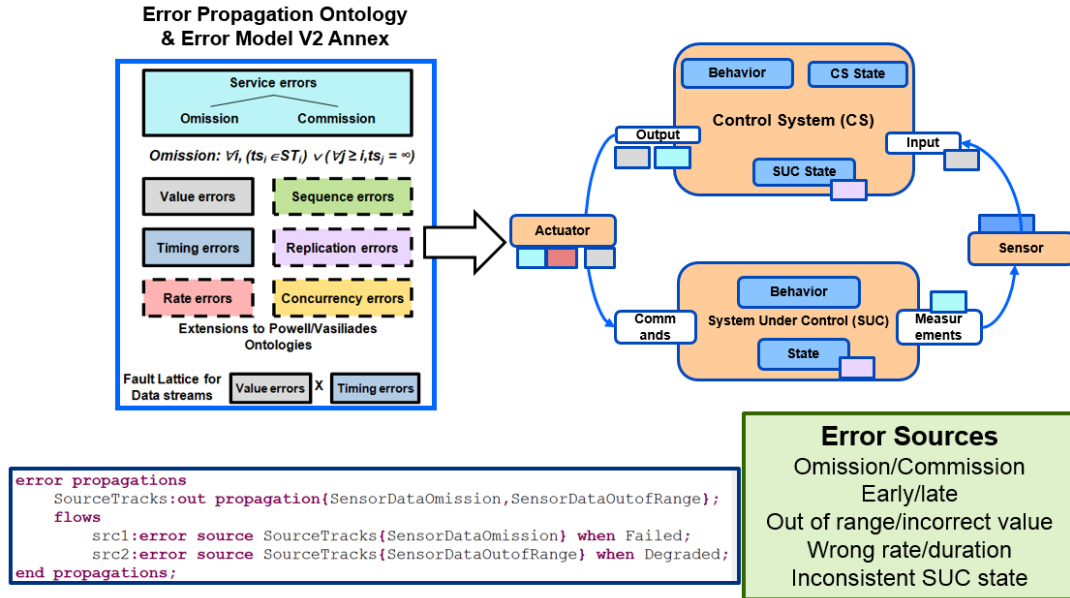 Error Propagation Ontology
& Error Model V2 Annex
Service errors
Omission
Commission
Omission: ∀i, (tsᵢ ∈STᵢ) ∨ (∀j ≥ i,tsⱼ = ∞)
Value errors
Sequence errors
Timing errors
Replication errors
Rate errors
Concurrency errors
Extensions to Powell/Vasiliades
Ontologies
Fault Lattice for
Data streams
Value errors
X
Timing errors
Behavior
CS State
Control System (CS)
Output
Input
SUC State
Actuator
Sensor
Behavior
Comm
ands
System Under Control (SUC)
Measur
ements
State
error propagations
SourceTracks:out propagation{SensorDataOmission,SensorDataOutofRange};
flows
src1:error source SourceTracks{SensorDataOmission} when Failed;
src2:error source SourceTracks{SensorDataOutofRange} when Degraded;
end propagations;
Error Sources
Omission/Commission
Early/late
Out of range/incorrect value
Wrong rate/duration
Inconsistent SUC state